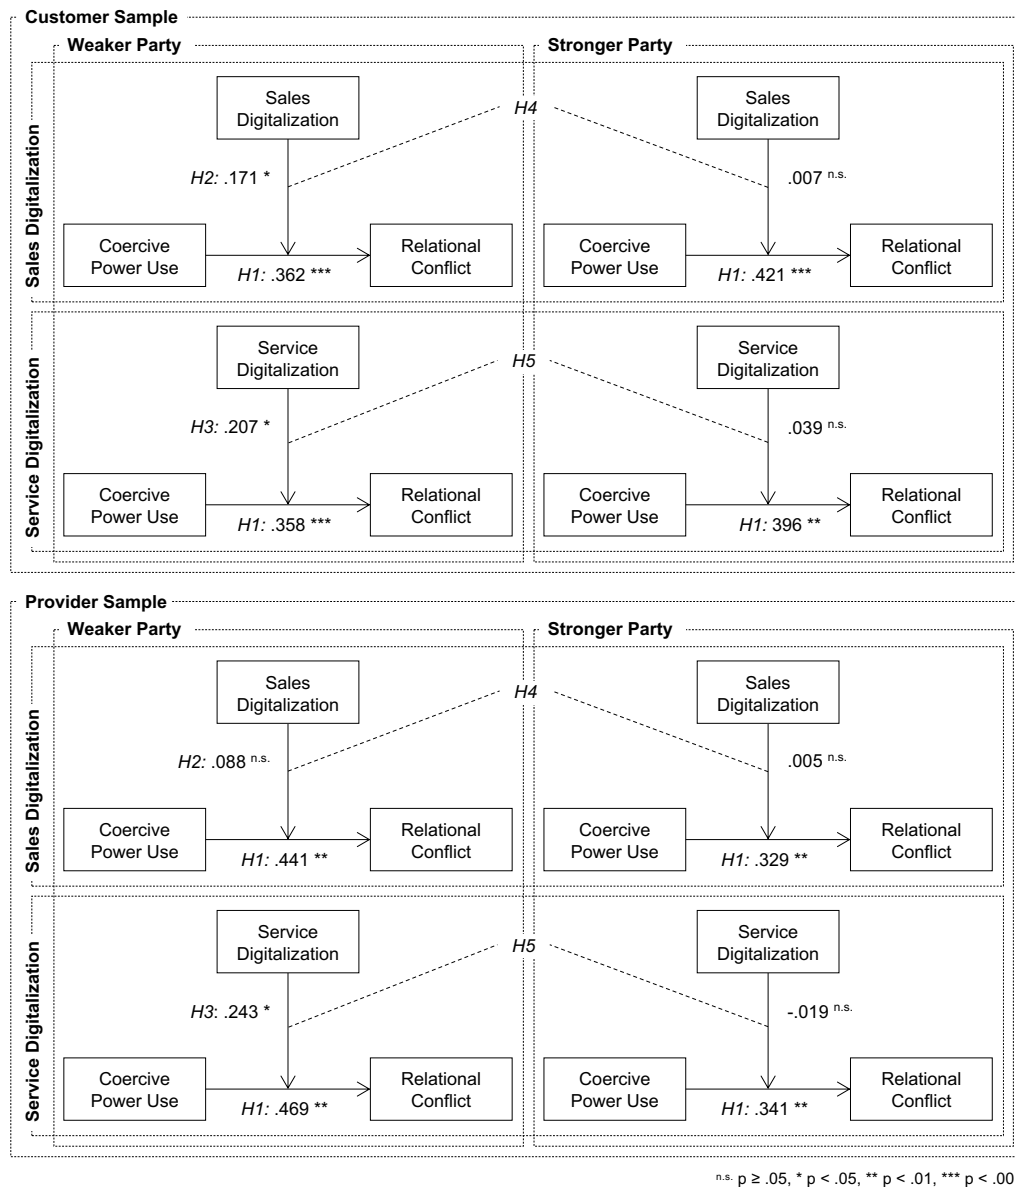 Customer Sample
Weaker Party
Stronger Party
Sales Digitalization
Sales
Digitalization
H4
Sales
Digitalization
H2: .171 *
.007 n.s.
Coercive
Power Use
Relational
Conflict
Coercive
Power Use
Relational
Conflict
H1: .362 ***
H1: .421 ***
Service Digitalization
Service
Digitalization
H5
Service
Digitalization
H3: .207 *
.039 n.s.
Coercive
Power Use
Relational
Conflict
Coercive
Power Use
Relational
Conflict
H1: .358 ***
H1: 396 **
Provider Sample
Weaker Party
Stronger Party
Sales Digitalization
Sales
Digitalization
H4
Sales
Digitalization
H2: .088 n.s.
.005 n.s.
Coercive
Power Use
Relational
Conflict
Coercive
Power Use
Relational
Conflict
H1: .441 **
H1: .329 **
Service Digitalization
Service
Digitalization
H5
Service
Digitalization
H3: .243 *
-.019 n.s.
Coercive
Power Use
Relational
Conflict
Coercive
Power Use
Relational
Conflict
H1: .469 **
H1: .341 **
n.s. p ≥ .05, * p < .05, ** p < .01, *** p < .00